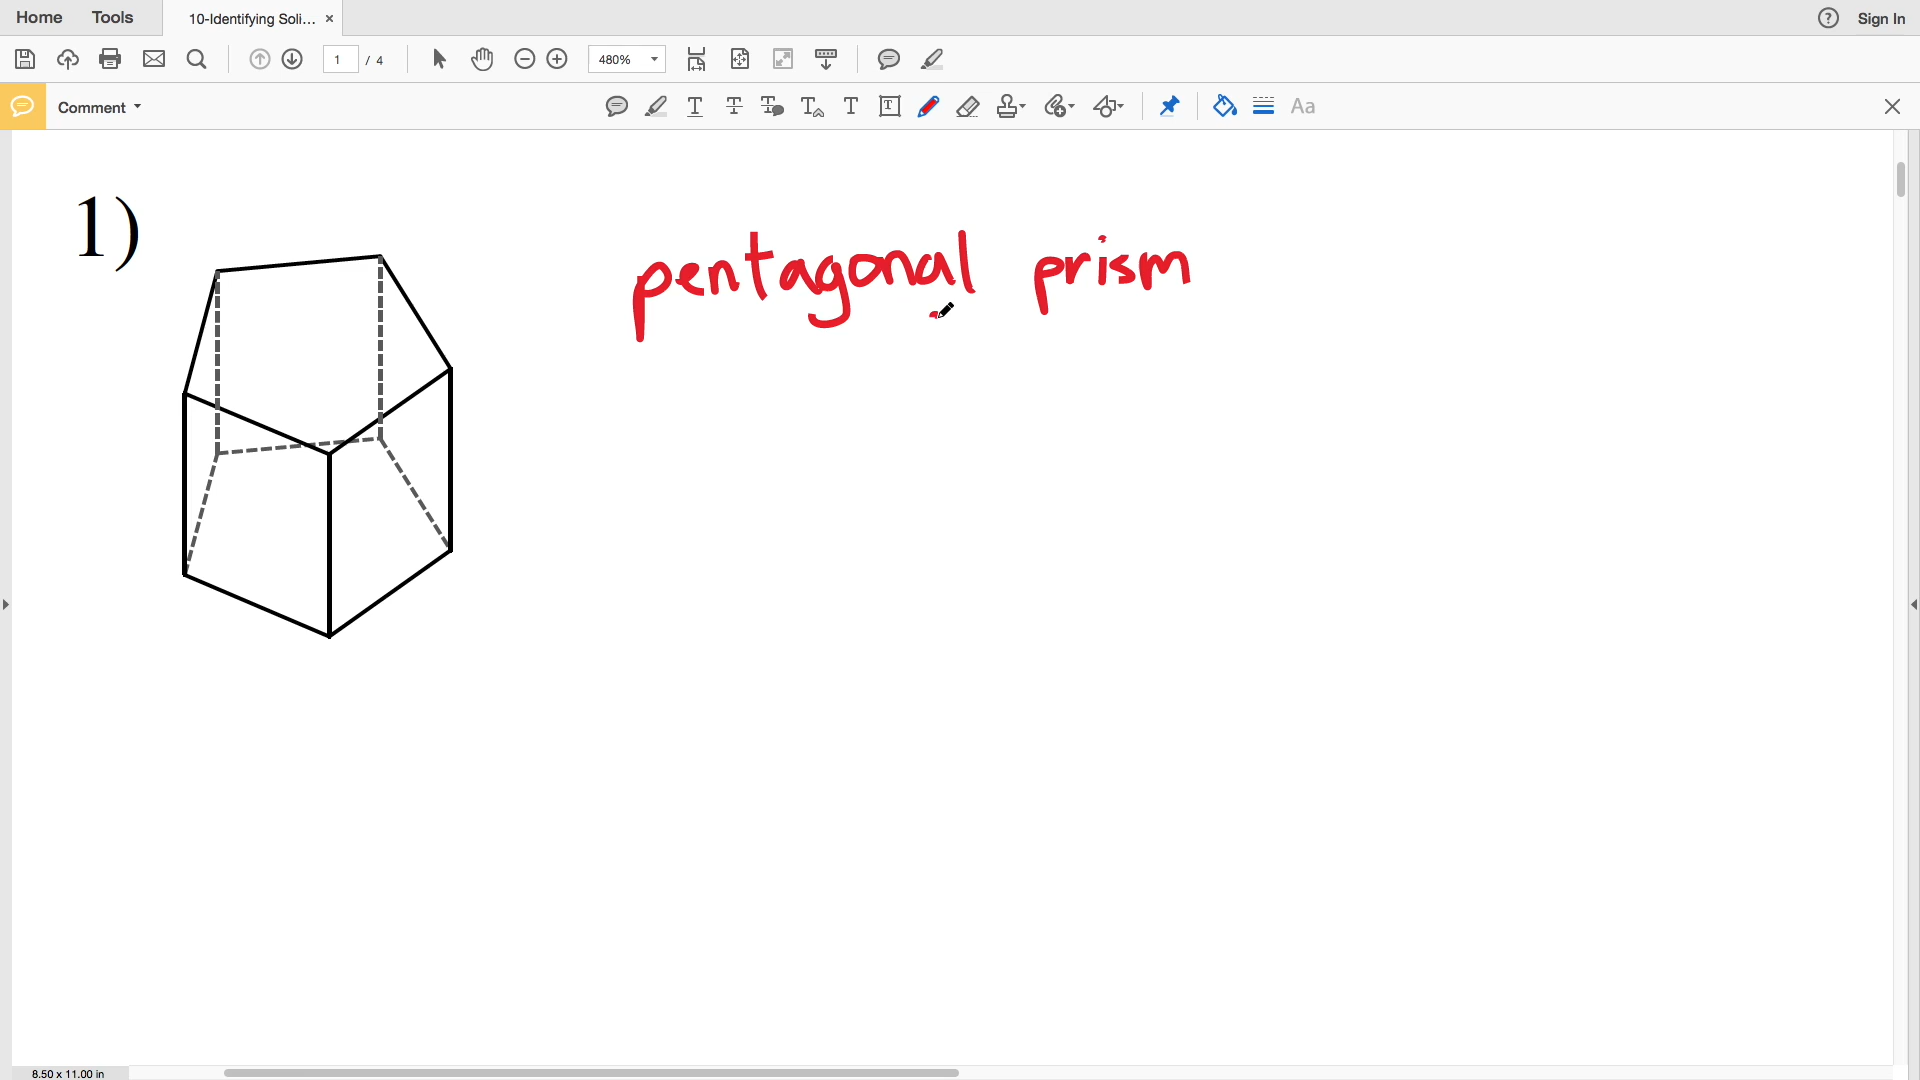 Home Tools 10-Identifying Soli... × ? Sign In
1 / 4 480%
Comment Aa
1) pentagonal prism
8.50 x 11.00 in